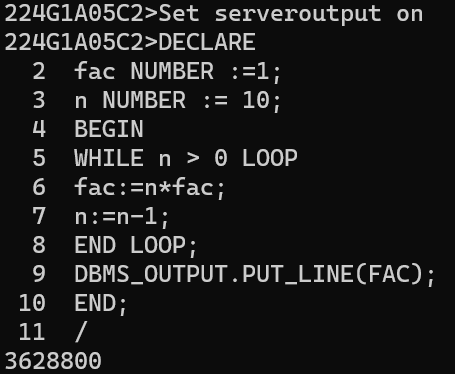 224G1A05C2>Set serveroutput on
224G1A05C2>DECLARE
2 fac NUMBER :=1;
3 n NUMBER := 10;
4 BEGIN
5 WHILE n > 0 LOOP
6 fac:=n*fac;
7 n:=n-1;
8 END LOOP;
9 DBMS_OUTPUT.PUT_LINE(FAC);
10 END;
11 /
3628800